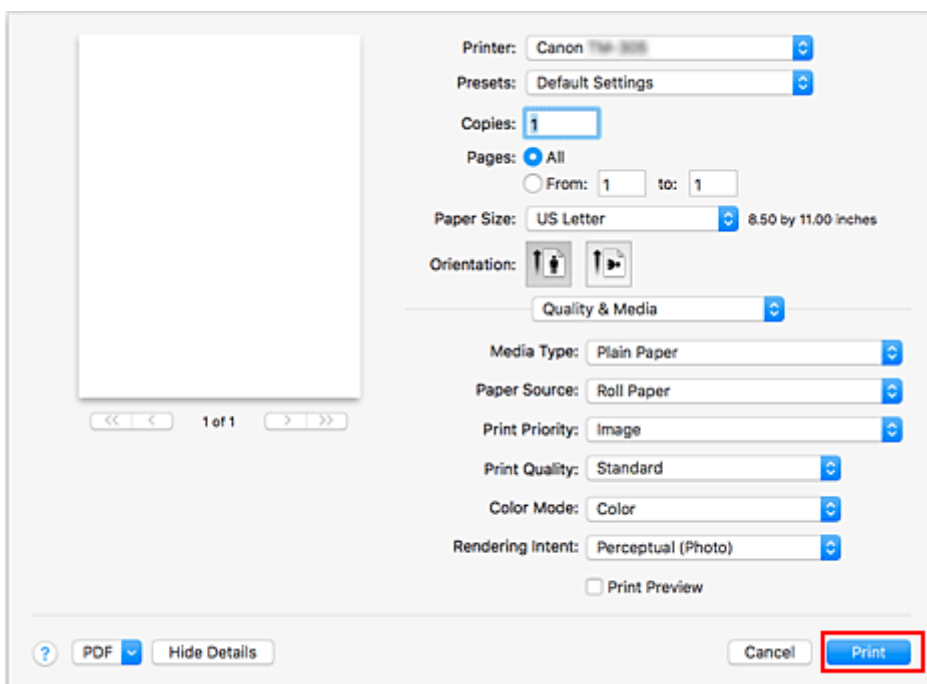 Printer: Canon
Presets: Default Settings
Copies: 1
Pages: All
From: 1 to: 1
Paper Size: US Letter 8.50 by 11.00 inches
Orientation:
Quality & Media
Media Type: Plain Paper
Paper Source: Roll Paper
1 of 1
Print Priority: Image
Print Quality: Standard
Color Mode: Color
Rendering Intent: Perceptual (Photo)
Print Preview
? PDF Hide Details Cancel Print